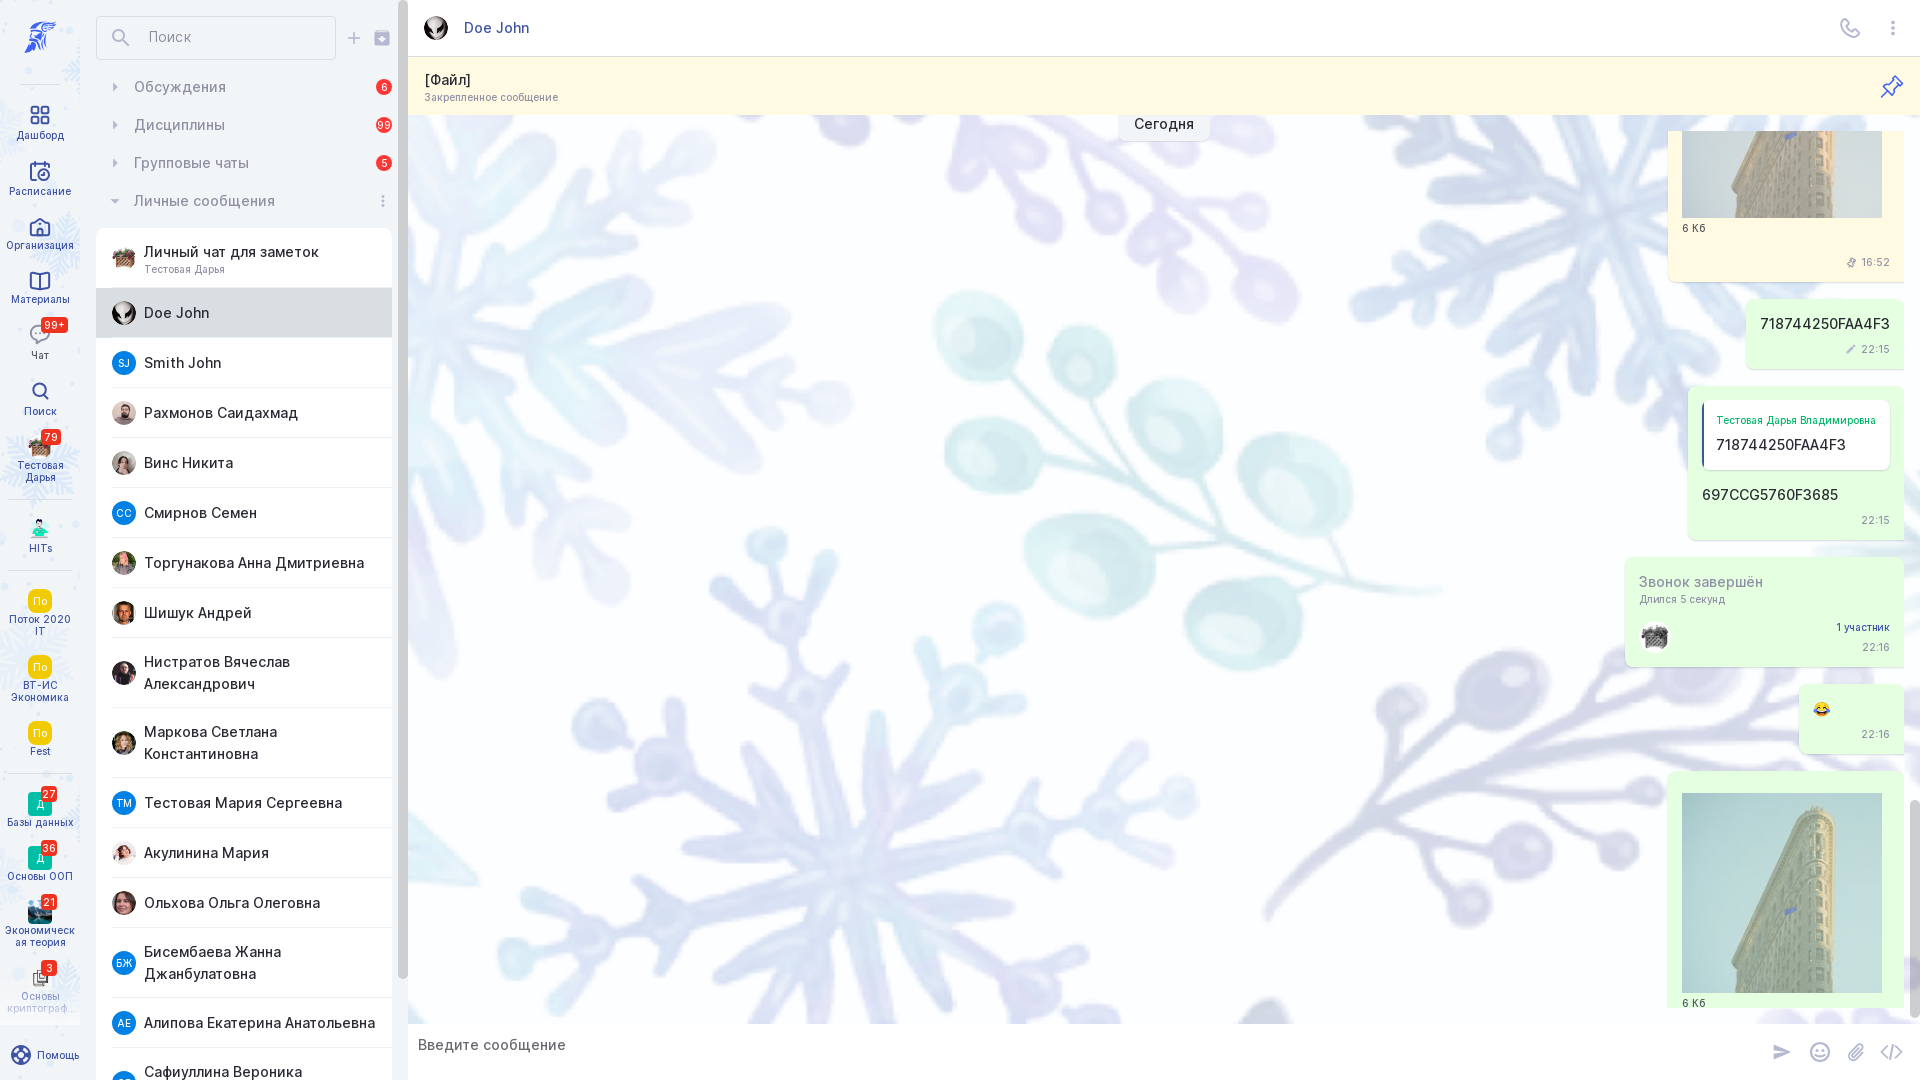 Дашборд
Расписание
Организация
Материалы
99+
Чат
Поиск
79
Тестовая
Дарья
HITs
По
Поток 2020
IT
По
ВТ-ИС
Экономика
По
Fest
27
Д
Базы данных
36
Д
Основы ООП
21
Экономическ
ая теория
3
Основы
криптограф...
Помощь
Поиск
Обсуждения
6
Дисциплины
99
Групповые чаты
5
Личные сообщения
Личный чат для заметок
Тестовая Дарья
Doe John
SJ
Smith John
Рахмонов Саидахмад
Винс Никита
СС
Смирнов Семен
Торгунакова Анна Дмитриевна
Шишук Андрей
Нистратов Вячеслав
Александрович
Маркова Светлана
Константиновна
ТМ
Тестовая Мария Сергеевна
Акулинина Мария
Ольхова Ольга Олеговна
БЖ
Бисембаева Жанна
Джанбулатовна
АЕ
Алипова Екатерина Анатольевна
Сафиуллина Вероника
Doe John
[Файл]
Закрепленное сообщение
Сегодня
6 Кб
16:52
718744250FAA4F3
22:15
Тестовая Дарья Владимировна
718744250FAA4F3
697CCG5760F3685
22:15
Звонок завершён
Длился 5 секунд
1 участник
22:16
22:16
6 Кб
Введите сообщение